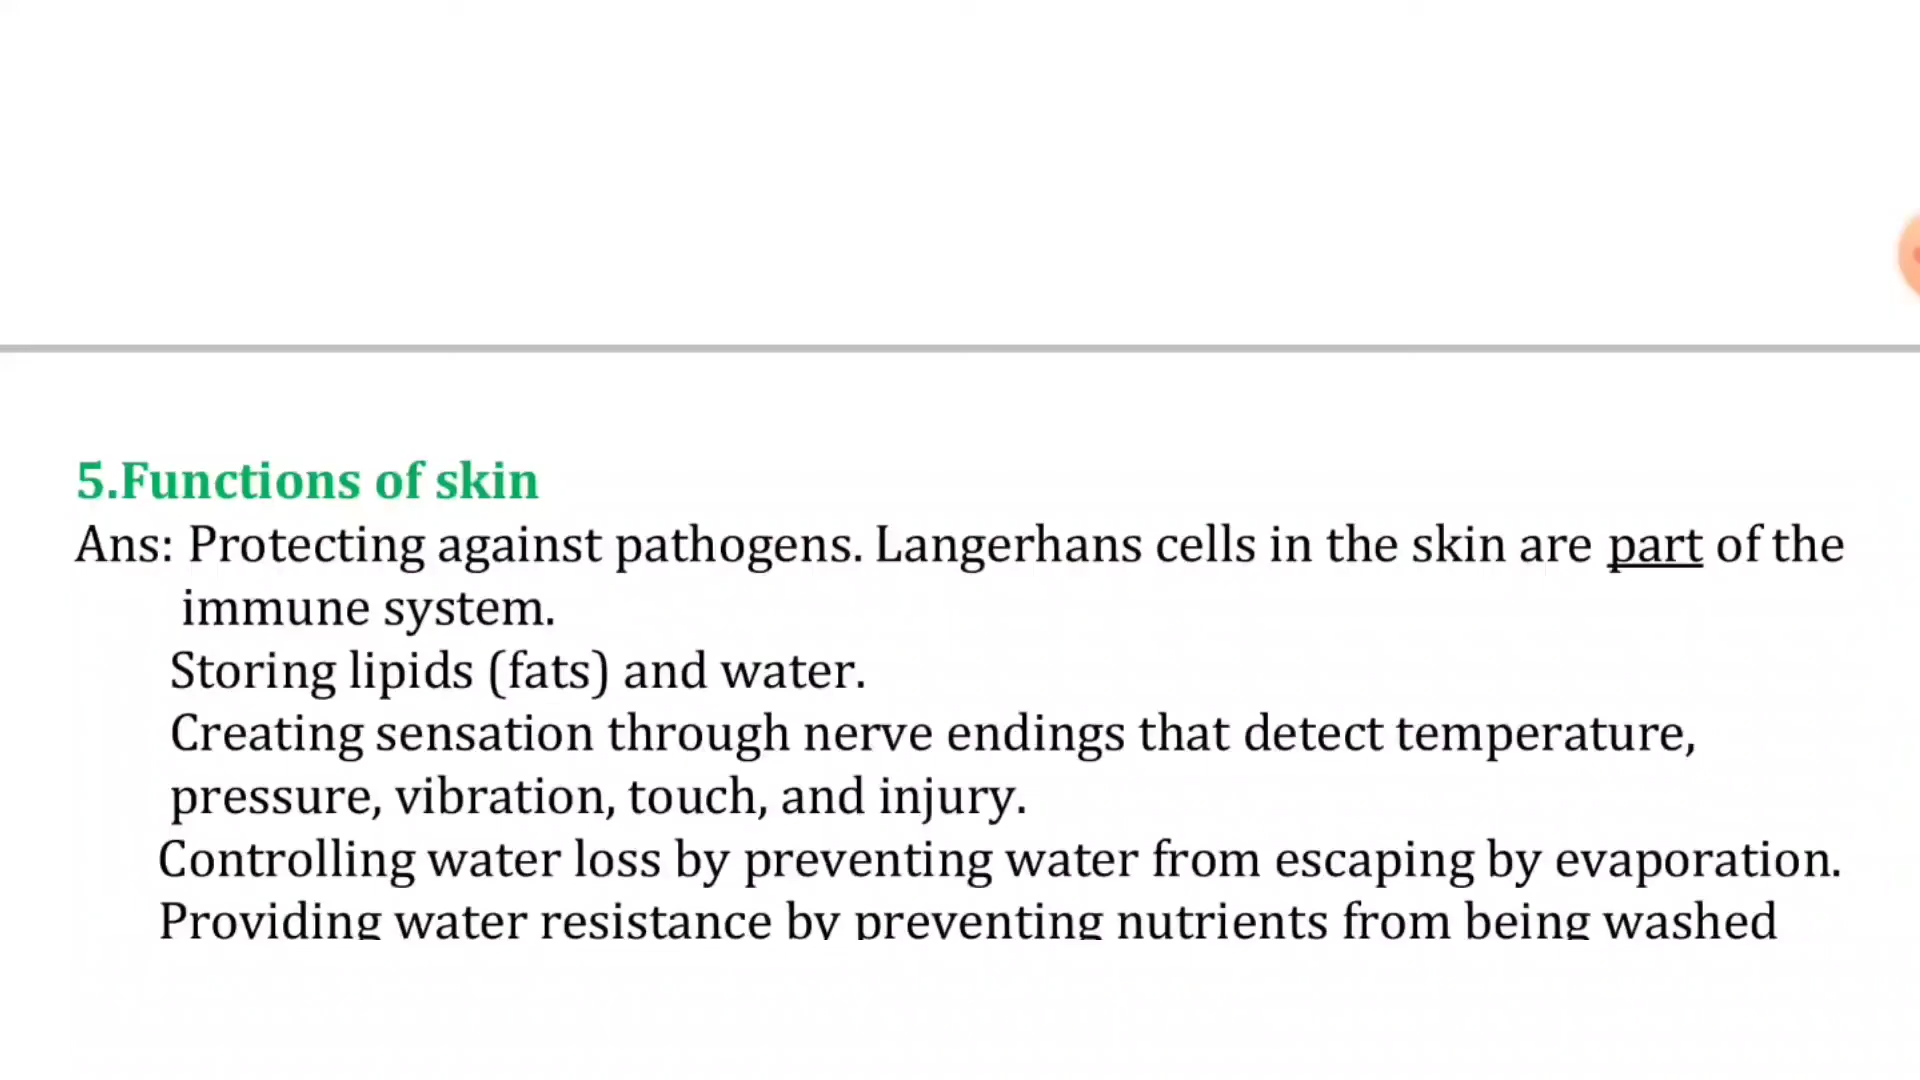 5.Functions of skin
Ans: Protecting against pathogens. Langerhans cells in the skin are part of the
immune system.
Storing lipids (fats) and water.
Creating sensation through nerve endings that detect temperature,
pressure, vibration, touch, and injury.
Controlling water loss by preventing water from escaping by evaporation.
Providing water resistance by preventing nutrients from being washed